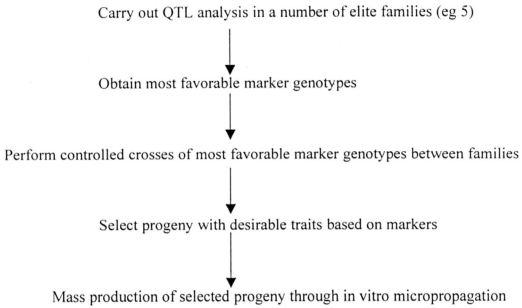 Carry out QTL analysis in a number of elite families (eg 5)
Obtain most favorable marker genotypes
Perform controlled crosses of most favorable marker genotypes between families
Select progeny with desirable traits based on markers
Mass production of selected progeny through in vitro micropropagation